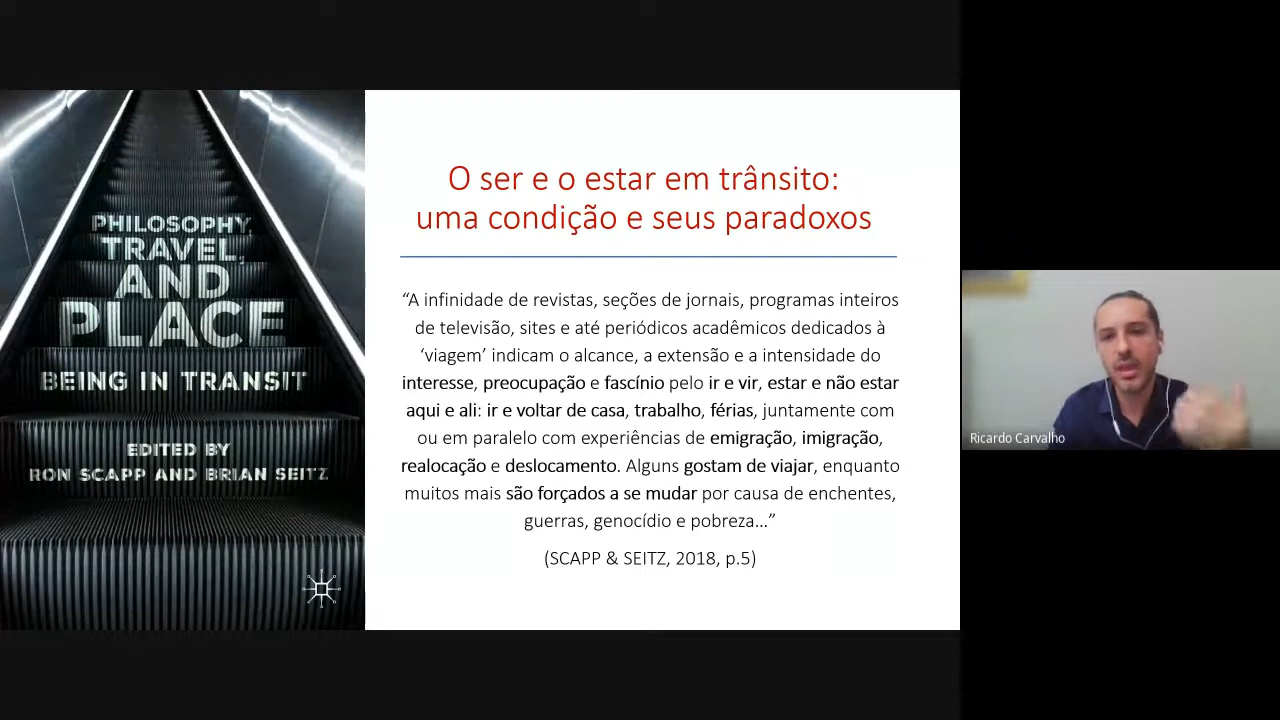 PHILOSOPHY,
TRAVEL,
AND
PLACE
BEING IN TRANSIT
EDITED BY
RON SCAPP AND BRIAN SEITZ
O ser e o estar em trânsito:
uma condição e seus paradoxos
“A infinidade de revistas, seções de jornais, programas inteiros
de televisão, sites e até periódicos acadêmicos dedicados à
‘viagem’ indicam o alcance, a extensão e a intensidade do
interesse, preocupação e fascínio pelo ir e vir, estar e não estar
aqui e ali: ir e voltar de casa, trabalho, férias, juntamente com
ou em paralelo com experiências de emigração, imigração,
realocação e deslocamento. Alguns gostam de viajar, enquanto
muitos mais são forçados a se mudar por causa de enchentes,
guerras, genocídio e pobreza...”
(SCAPP & SEITZ, 2018, p.5)
Ricardo Carvalho